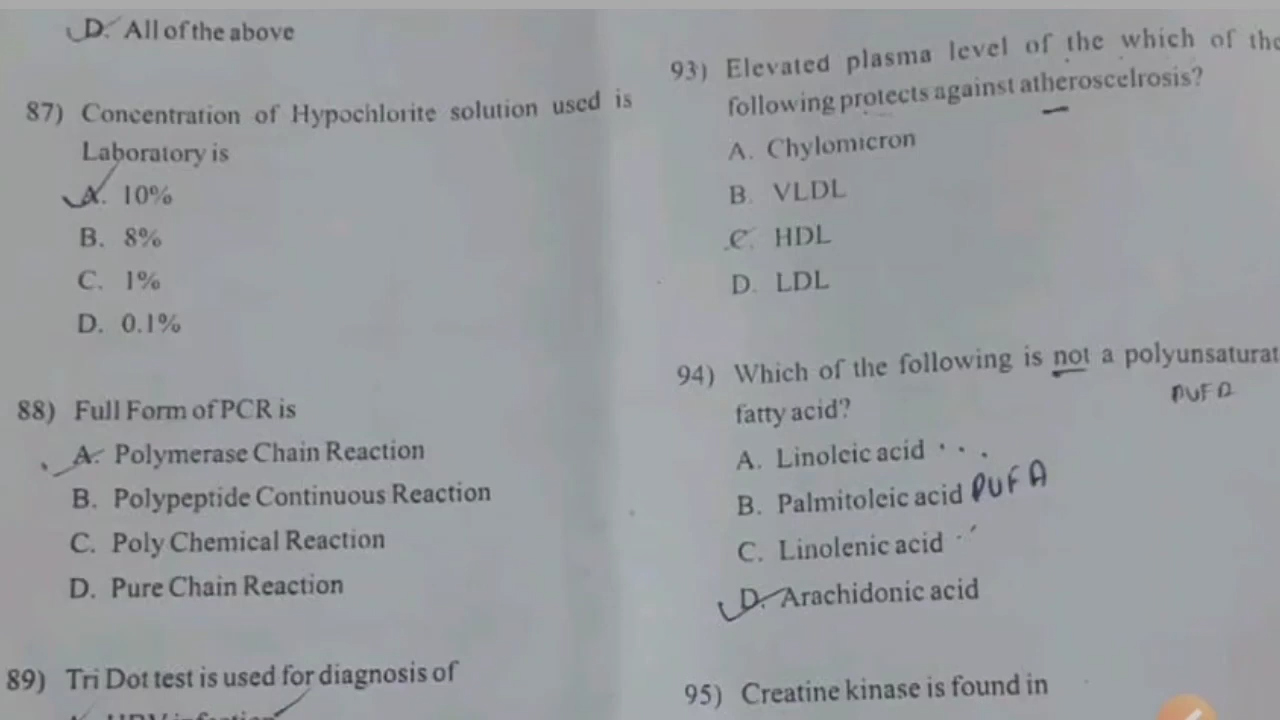 D. All of the above
87) Concentration of Hypochlorite solution used is
Laboratory is
A. 10%
B. 8%
C. 1%
D. 0.1%
88) Full Form of PCR is
A. Polymerase Chain Reaction
B. Polypeptide Continuous Reaction
C. Poly Chemical Reaction
D. Pure Chain Reaction
89) Tri Dot test is used for diagnosis of
93) Elevated plasma level of the which of the
following protects against atheroscelrosis?
A. Chylomicron
B. VLDL
C. HDL
D. LDL
94) Which of the following is not a polyunsaturat
PUFA
fatty acid?
A. Linoleic acid
B. Palmitoleic acid PUFA
C. Linolenic acid
D. Arachidonic acid
95) Creatine kinase is found in